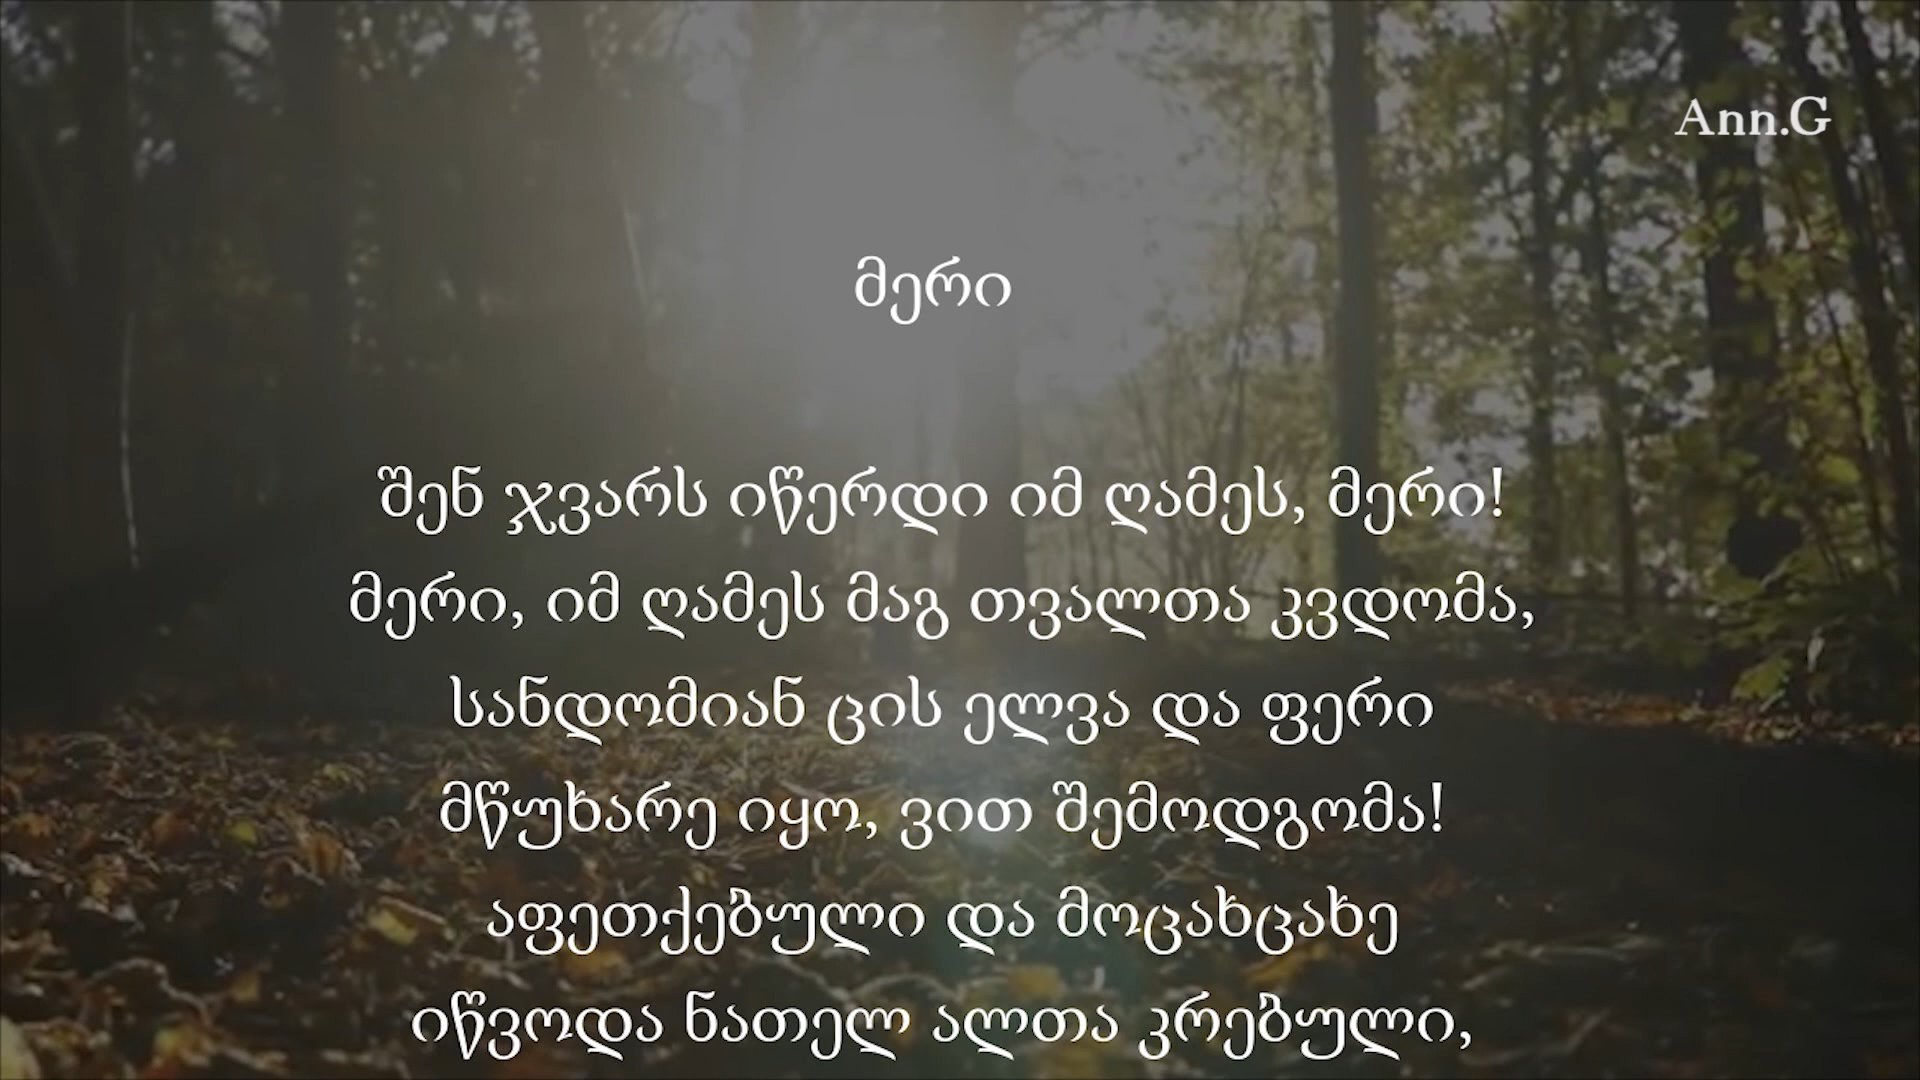 Ann.G
მერი
შენ ჯვარს იწერდი იმ ღამეს, მერი!
მერი, იმ ღამეს მაგ თვალთა კვდომა,
სანდომიან ცის ელვა და ფერი
მწუხარე იყო, ვით შემოდგომა!
აფეთქებული და მოცახცახე
იწვოდა ნათელ ალთა კრებული,